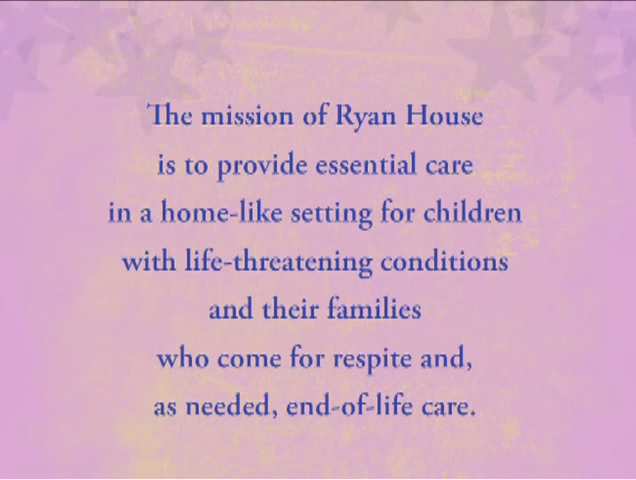 The mission of Ryan House
is to provide essential care
in a home-like setting for children
with life-threatening conditions
and their families
who come for respite and,
as needed, end-of-life care.